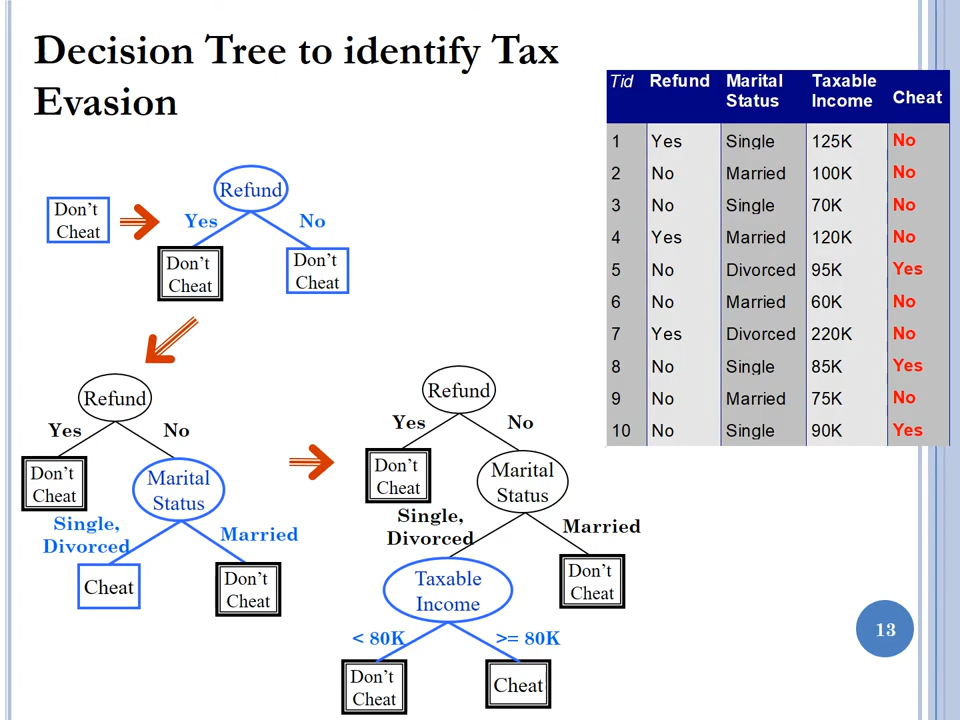 Decision Tree to identify Tax
Evasion
Tid Refund Marital Status Taxable Income Cheat
1 Yes Single 125K No
2 No Married 100K No
3 No Single 70K No
4 Yes Married 120K No
5 No Divorced 95K Yes
6 No Married 60K No
7 Yes Divorced 220K No
8 No Single 85K Yes
9 No Married 75K No
10 No Single 90K Yes
Don't
Cheat
Refund
Yes
No
Don't
Cheat
Don't
Cheat
Refund
Yes
No
Don't
Cheat
Marital
Status
Single,
Divorced
Married
Cheat
Don't
Cheat
Refund
Yes
No
Don't
Cheat
Marital
Status
Single,
Divorced
Married
Taxable
Income
Don't
Cheat
< 80K
>= 80K
Don't
Cheat
Cheat
13